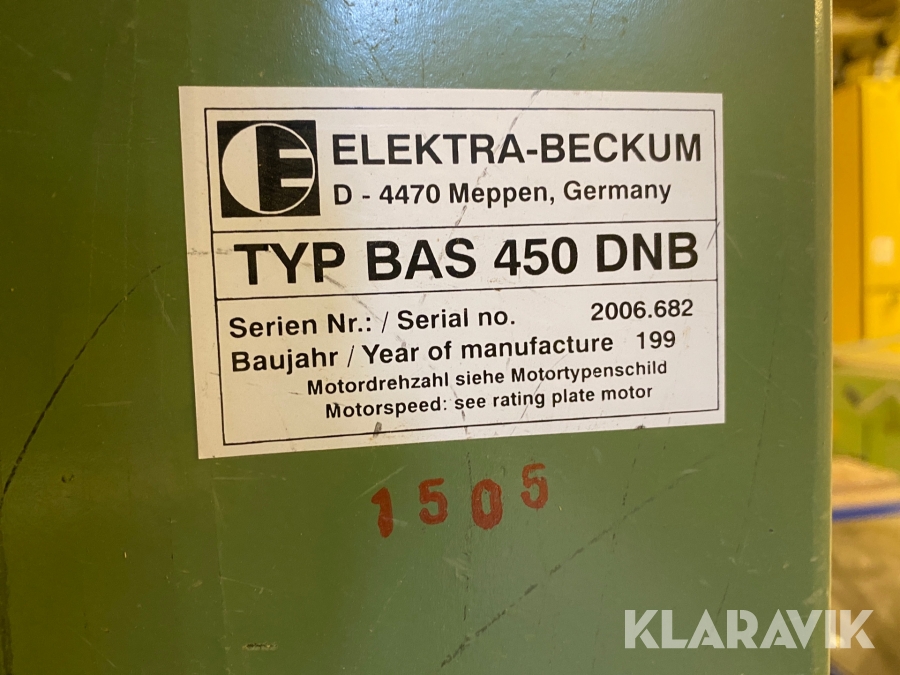 E ELEKTRA-BECKUM
D - 4470 Meppen, Germany
TYP BAS 450 DNB
Serien Nr.: / Serial no. 2006.682
Baujahr / Year of manufacture 199
Motordrehzahl siehe Motortypenschild
Motorspeed: see rating plate motor
1505
KLARAVIK